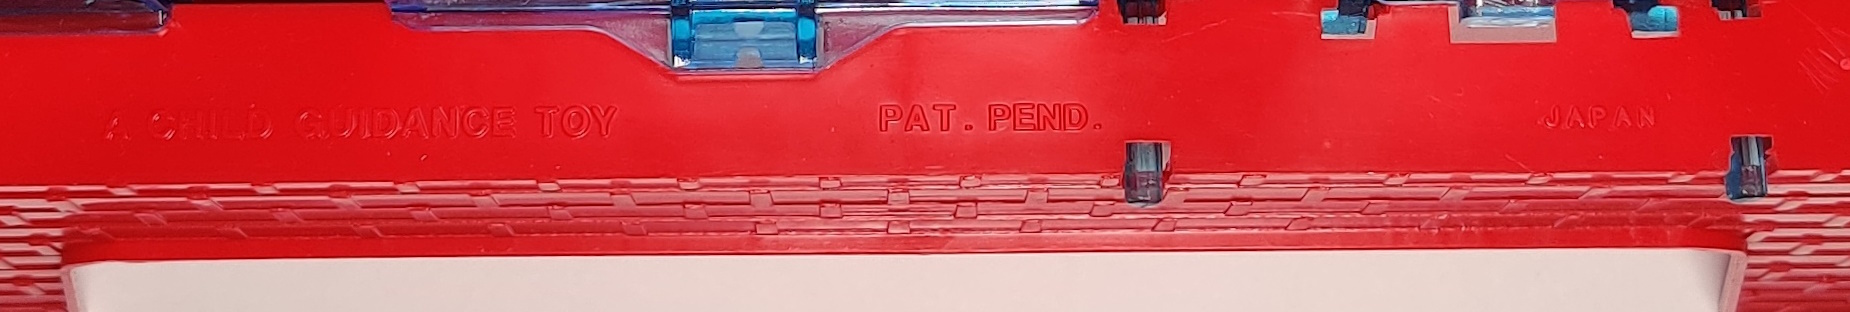 A CHILD GUIDANCE TOY PAT. PEND. JAPAN